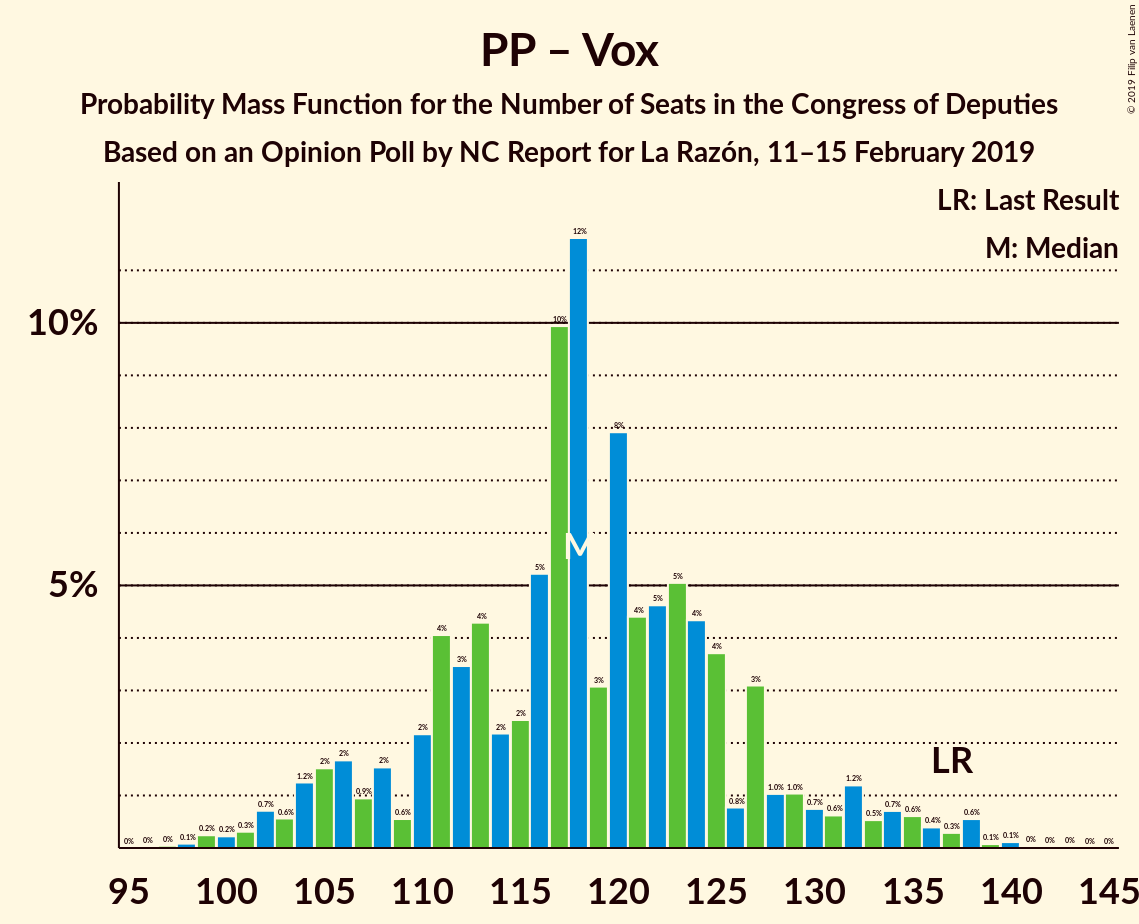 PP – Vox
Probability Mass Function for the Number of Seats in the Congress of Deputies
Based on an Opinion Poll by NC Report for La Razón, 11–15 February 2019
© 2019 Filip van Laenen
LR: Last Result
M: Median
10%
5%
0% 0% 0% 0.1% 0.2% 0.2% 0.3% 0.7% 0.6% 1.2% 2% 2% 0.9% 2% 0.6% 2% 4% 3% 4% 2% 2% 5% 10% 12% 3% 8% 4% 5% 5% 4% 4% 0.8% 3% 1.0% 1.0% 0.7% 0.6% 1.2% 0.5% 0.7% 0.6% 0.4% 0.3% 0.6% 0.1% 0.1% 0% 0% 0% 0% 0%
M
LR
95 100 105 110 115 120 125 130 135 140 145